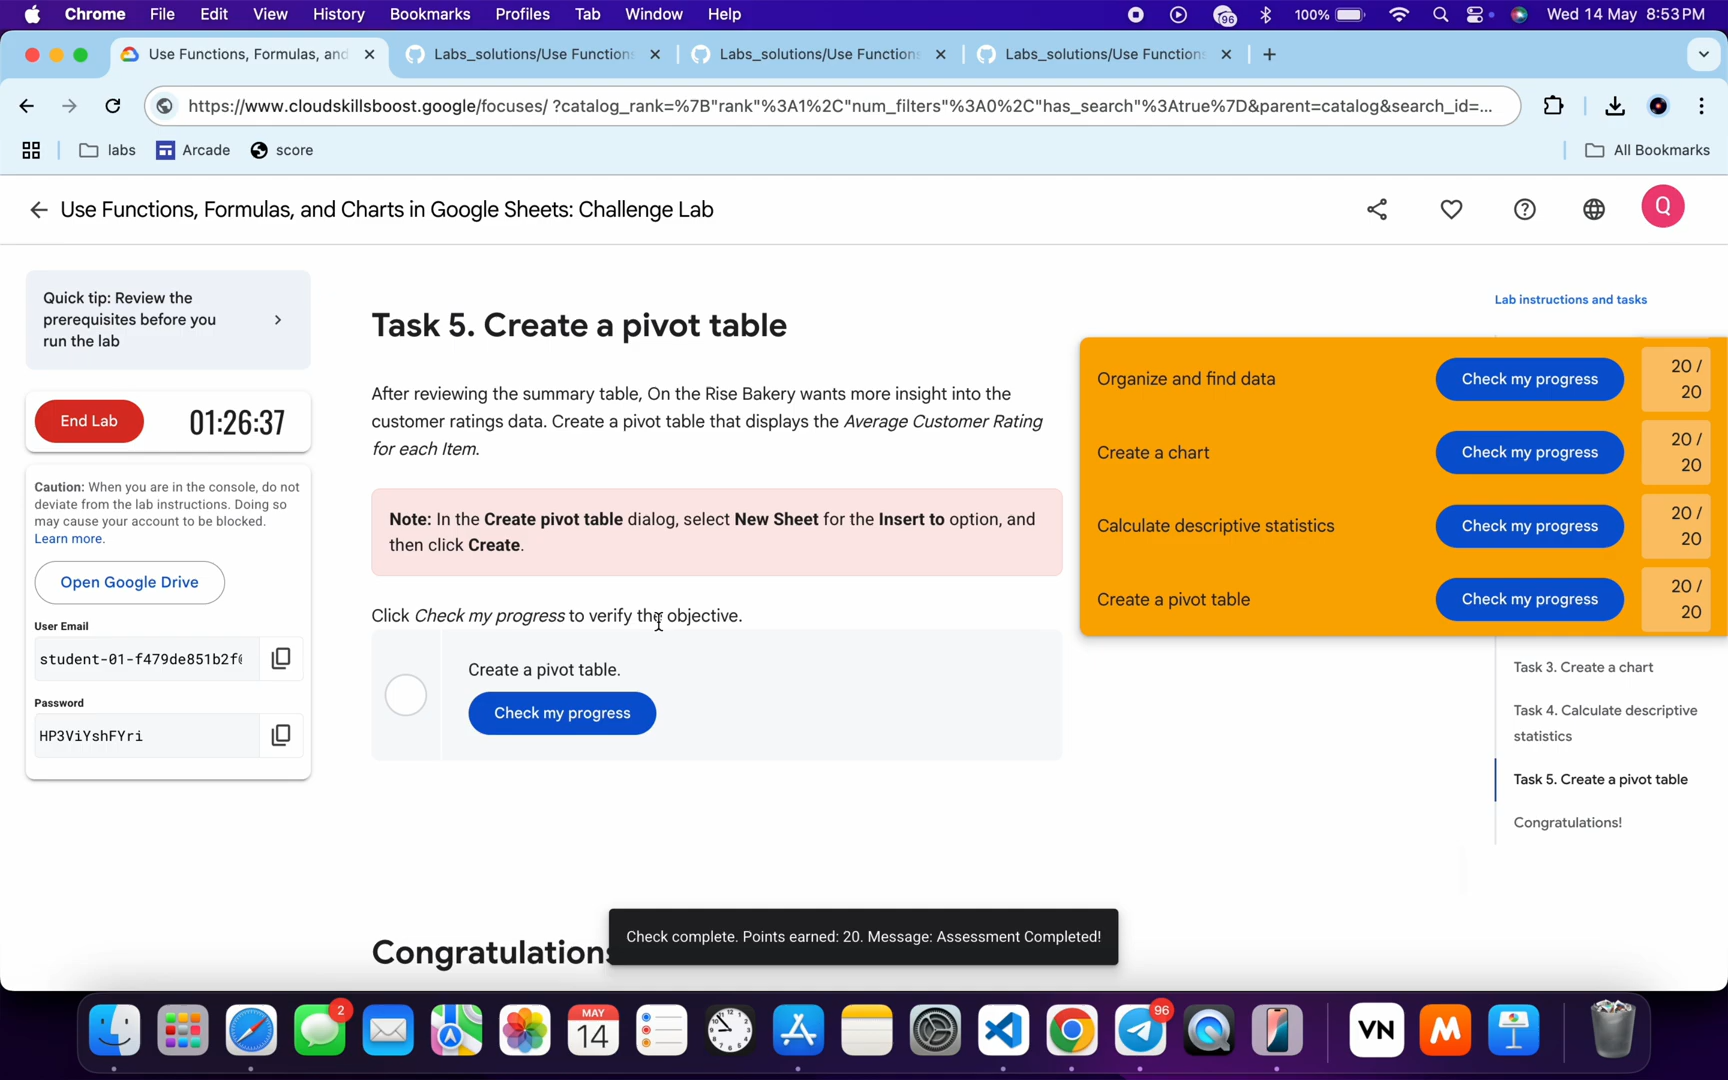 Chrome File Edit View History Bookmarks Profiles Tab Window Help 96 100% Wed 14 May 8:53 PM
Use Functions, Formulas, and Labs_solutions/Use Functions Labs_solutions/Use Functions Labs_solutions/Use Functions
https://www.cloudskillsboost.google/focuses/ ?catalog_rank=%7B"rank"%3A1%2C"num_filters"%3A0%2C"has_search"%3Atrue%7D&parent=catalog&search_id=...
labs Arcade score All Bookmarks
Use Functions, Formulas, and Charts in Google Sheets: Challenge Lab
Q
Quick tip: Review the
prerequisites before you
run the lab
End Lab 01:26:37
Caution: When you are in the console, do not
deviate from the lab instructions. Doing so
may cause your account to be blocked.
Learn more.
Open Google Drive
User Email
student-01-f479de851b2f
Password
HP3ViYshFYri
Task 5. Create a pivot table
After reviewing the summary table, On the Rise Bakery wants more insight into the
customer ratings data. Create a pivot table that displays the Average Customer Rating
for each Item.
Note: In the Create pivot table dialog, select New Sheet for the Insert to option, and
then click Create.
Click Check my progress to verify the objective.
Create a pivot table.
Check my progress
Congratulations
Check complete. Points earned: 20. Message: Assessment Completed!
Lab instructions and tasks
Organize and find data Check my progress 20 /
20
Create a chart Check my progress 20 /
20
Calculate descriptive statistics Check my progress 20 /
20
Create a pivot table Check my progress 20 /
20
Task 3. Create a chart
Task 4. Calculate descriptive
statistics
Task 5. Create a pivot table
Congratulations!
2 MAY 14 96 VN M